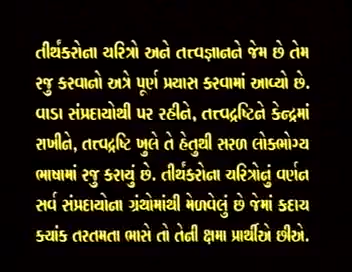 તીર્થંકરોના ચરિત્રો અને તત્ત્વજ્ઞાનને જેમ છે તેમ
રજુ કરવાનો અત્રે પૂર્ણ પ્રયાસ કરવામાં આવ્યો છે.
વાડા સંપ્રદાયોથી પર રહીને, તત્ત્વદ્રષ્ટિને કેન્દ્રમાં
રાખીને, તત્ત્વદ્રષ્ટિ ખુલે તે હેતુથી સરળ લોકભોગ્ય
ભાષામાં રજુ કરાયું છે. તીર્થંકરોના ચરિત્રોનું વર્ણન
સર્વ સંપ્રદાયોના ગ્રંથોમાંથી મેળવેલું છે જેમાં કદાચ
ક્યાંક તરતમતા ભાસે તો તેની ક્ષમા પ્રાર્થીએ છીએ.